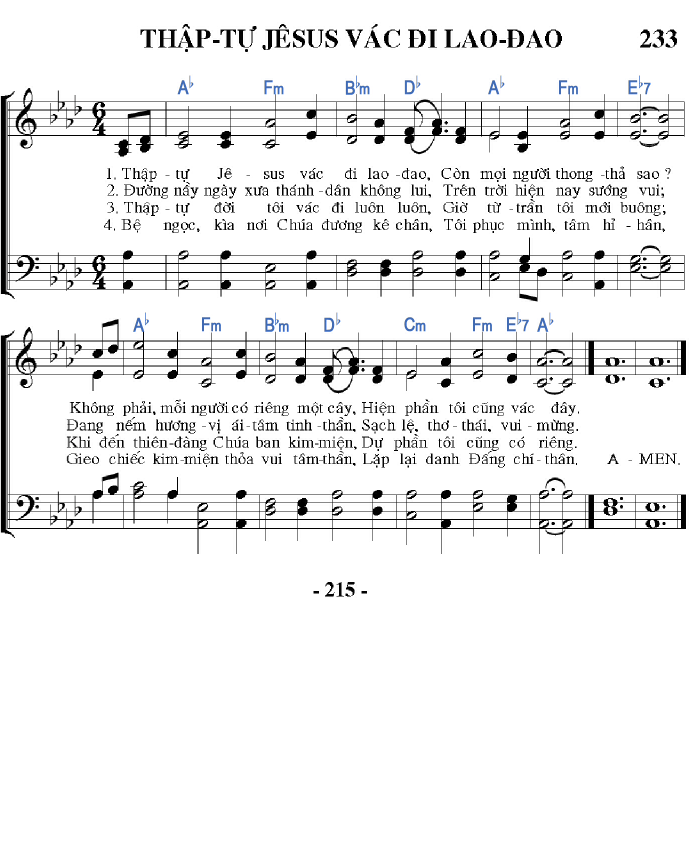 THẬP-TỰ JÊSUS VÁC ĐI LAO-ĐAO 233
A♭ Fm B♭m D♭ A♭ Fm E♭7
1. Thập - tự Jê - sus vác đi lao-đao, Còn mọi người thong-thả sao ?
2. Đường nầy ngày xưa thánh-dân không lui, Trên trời hiện nay sướng vui;
3. Thập - tự đời tôi vác đi luôn luôn, Giờ từ-trần tôi mới buông;
4. Bệ ngọc, kìa nơi Chúa đương kê chân, Tôi phục mình, tâm hỉ - hân,
A♭ Fm B♭m D♭ Cm Fm E♭7 A♭
Không phải, mỗi người có riêng một cây, Hiện phần tôi cũng vác đây.
Đang nếm hương-vị ái-tâm tinh-thần, Sạch lệ, thơ-thái, vui-mừng.
Khi đến thiên-đàng Chúa ban kim-miện, Dự phần tôi cũng có riêng.
Gieo chiếc kim-miện thỏa vui tâm-thần, Lặp lại danh Đấng chí-thân. A-MEN.
- 215 -